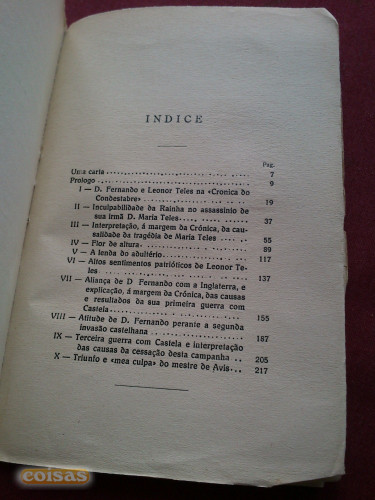 INDICE
Pag.
Uma carta . . . . . . . . . . . . . . . . . . . . . . 7
Prologo . . . . . . . . . . . . . . . . . . . . . . 9
I — D. Fernando e Leonor Teles na «Cronica do
Condestabre» . . . . . . . . . . . . . . . . 19
II — Inculpabilidade da Rainha no assassinio de
sua irmã D. Maria Teles . . . . . . . . . . 37
III — Interpretação, á margem da Crónica, da cau-
salidade da tragédia de Maria Teles . . 55
IV — Flor de altura . . . . . . . . . . . . . . . . 89
V — A lenda do adultério . . . . . . . . . . . . 117
VI — Altos sentimentos patrióticos de Leonor Te-
les . . . . . . . . . . . . . . . . . . . . 137
VII — Aliança de D. Fernando com a Inglaterra, e
explicação, á margem da Crónica, das causas
e resultados da sua primeira guerra com
Castela . . . . . . . . . . . . . . . . . . 155
VIII — Atitude de D. Fernando perante a segunda
invasão castelhana . . . . . . . . . . . . 187
IX — Terceira guerra com Castela e interpretação
das causas da cessação desta campanha . . 205
X — Triunfo e «mea culpa» do mestre de Avis . . 217
coisas